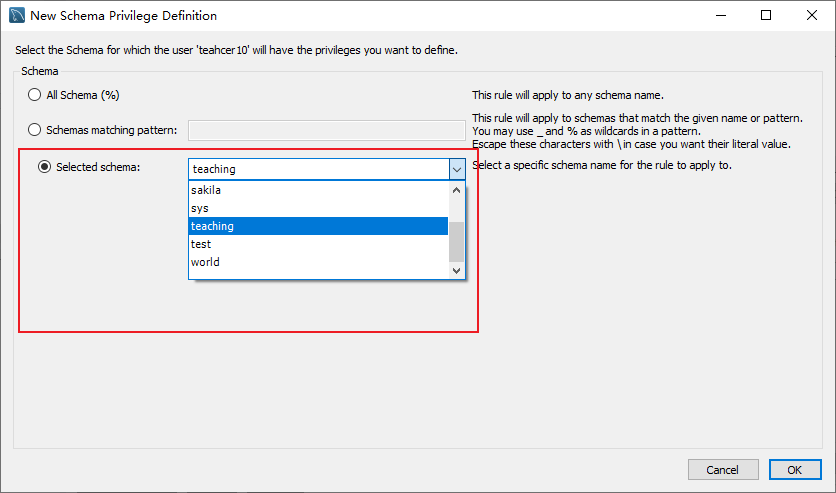 New Schema Privilege Definition
Select the Schema for which the user 'teahcer10' will have the privileges you want to define.
Schema
All Schema (%)
This rule will apply to any schema name.
Schemas matching pattern:
This rule will apply to schemas that match the given name or pattern.
You may use _ and % as wildcards in a pattern.
Escape these characters with \ in case you want their literal value.
Selected schema:
teaching
Select a specific schema name for the rule to apply to.
sakila
sys
teaching
test
world
Cancel
OK